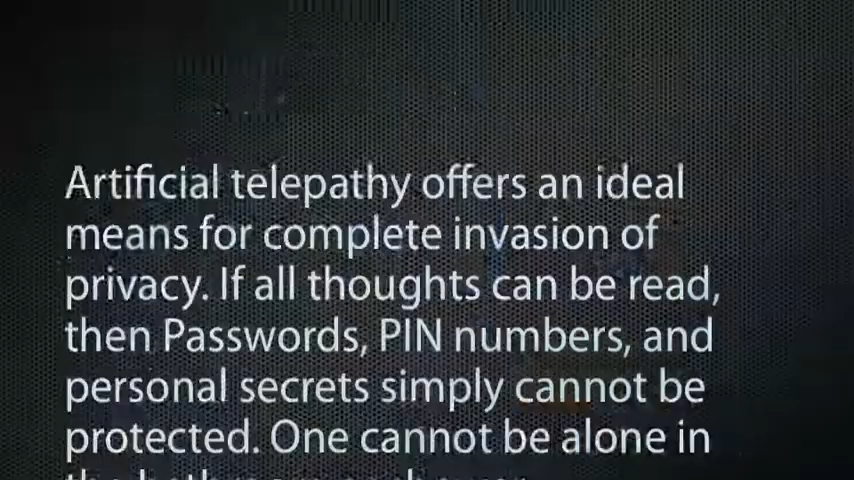 Artificial telepathy offers an ideal
means for complete invasion of
privacy. If all thoughts can be read,
then Passwords, PIN numbers, and
personal secrets simply cannot be
protected. One cannot be alone in